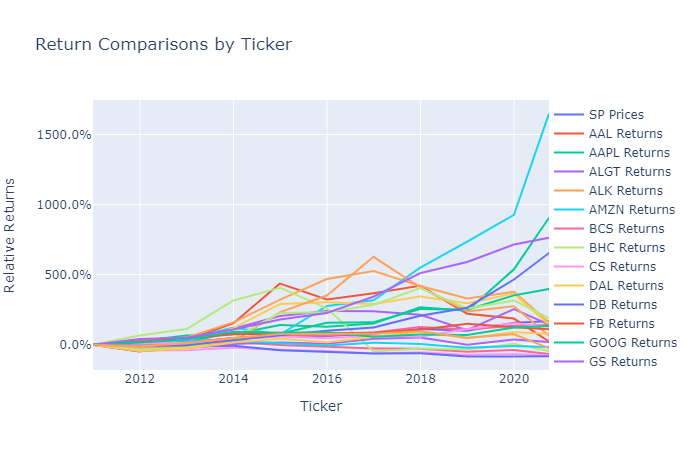 Return Comparisons by Ticker
Relative Returns
1500.0%
1000.0%
500.0%
0.0%
2012
2014
2016
2018
2020
Ticker
SP Prices
AAL Returns
AAPL Returns
ALGT Returns
ALK Returns
AMZN Returns
BCS Returns
BHC Returns
CS Returns
DAL Returns
DB Returns
FB Returns
GOOG Returns
GS Returns